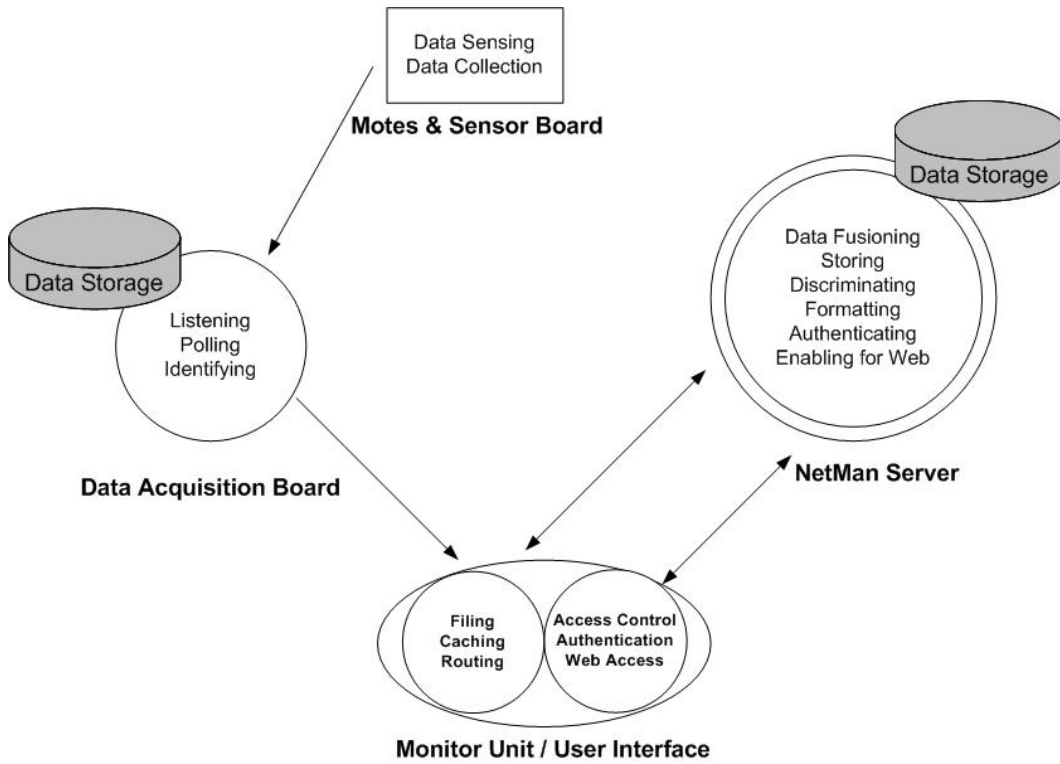 Data Sensing
Data Collection
Motes & Sensor Board
Data Storage
Listening
Polling
Identifying
Data Acquisition Board
Data Storage
Data Fusioning
Storing
Discriminating
Formatting
Authenticating
Enabling for Web
NetMan Server
Filing
Caching
Routing
Access Control
Authentication
Web Access
Monitor Unit / User Interface